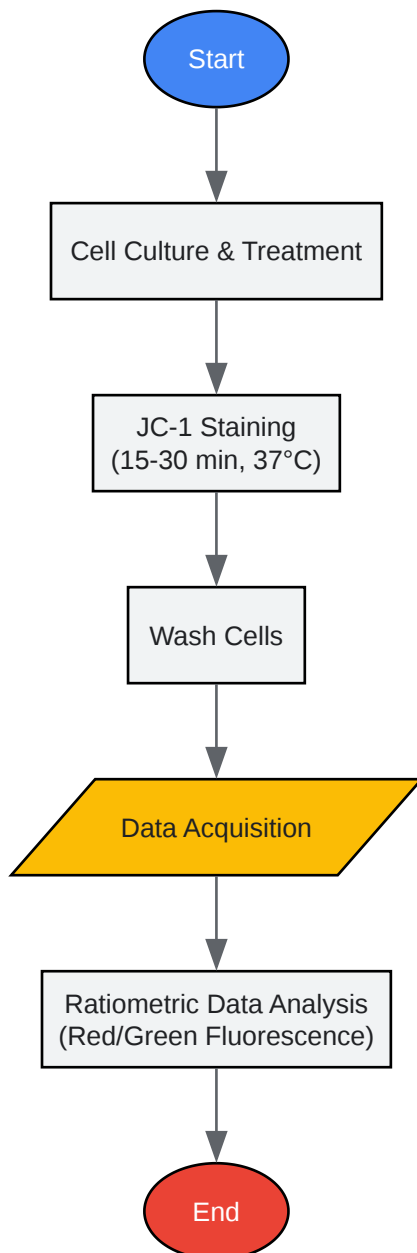 Start
Cell Culture & Treatment
JC-1 Staining
(15-30 min, 37°C)
Wash Cells
Data Acquisition
Ratiometric Data Analysis
(Red/Green Fluorescence)
End